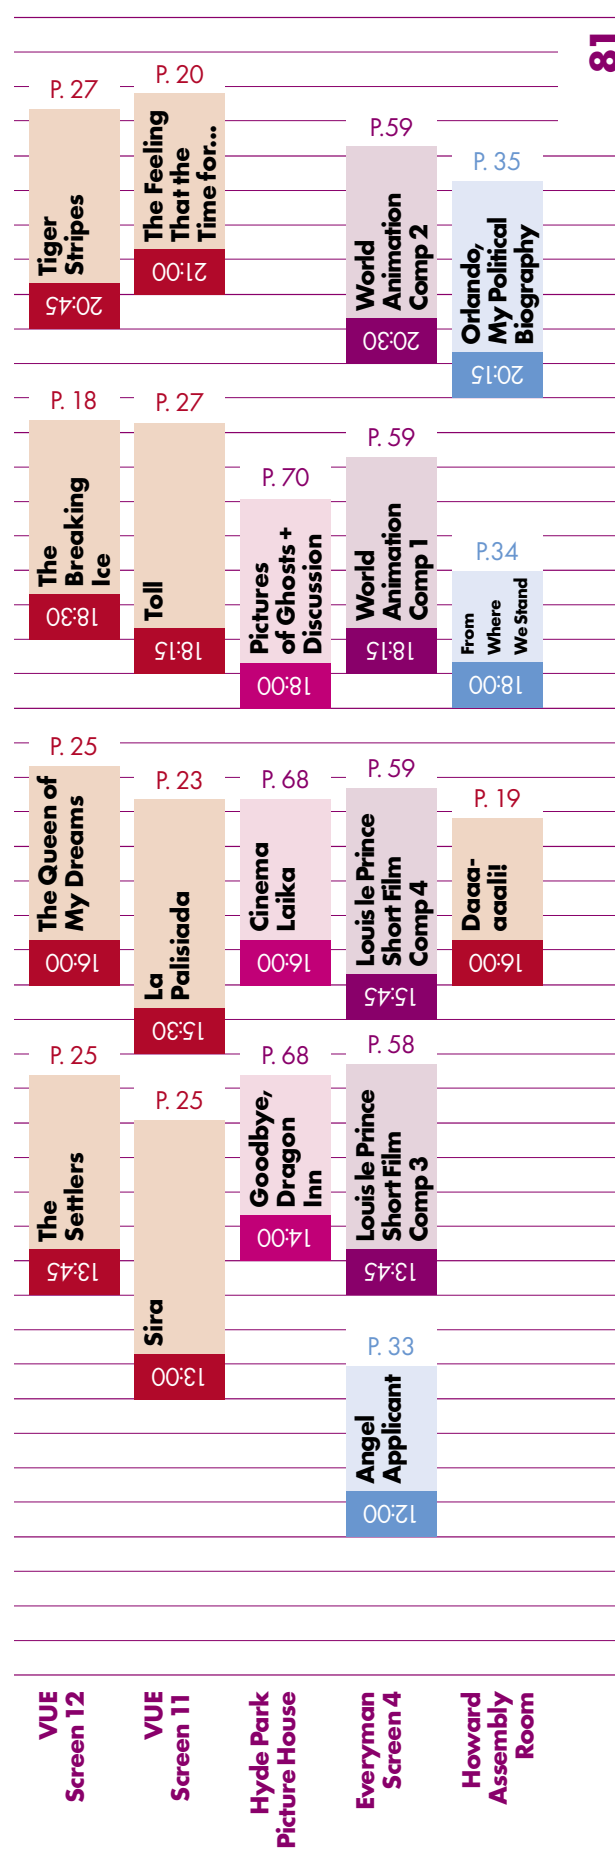 81
VUE
Screen 12
13:45
The
Settlers
P. 25
16:00
The Queen of
My Dreams
P. 25
18:30
The
Breaking
Ice
P. 18
20:45
Tiger
Stripes
P. 27
VUE
Screen 11
13:00
Sira
P. 25
15:30
La
Palisiada
P. 23
18:15
Toll
P. 27
21:00
The Feeling
That the
Time for...
P. 20
Hyde Park
Picture House
14:00
Goodbye,
Dragon
Inn
P. 68
16:00
Cinema
Laika
P. 68
18:00
Pictures
of Ghosts +
Discussion
P. 70
Everyman
Screen 4
12:00
Angel
Applicant
P. 33
13:45
Louis le Prince
Short Film
Comp 3
P. 58
15:45
Louis le Prince
Short Film
Comp 4
P. 59
18:15
World
Animation
Comp 1
P. 59
20:30
World
Animation
Comp 2
P.59
Howard
Assembly
Room
16:00
Daaa-
aaali!
P. 19
18:00
From
Where
We Stand
P.34
20:15
Orlando,
My Political
Biography
P. 35